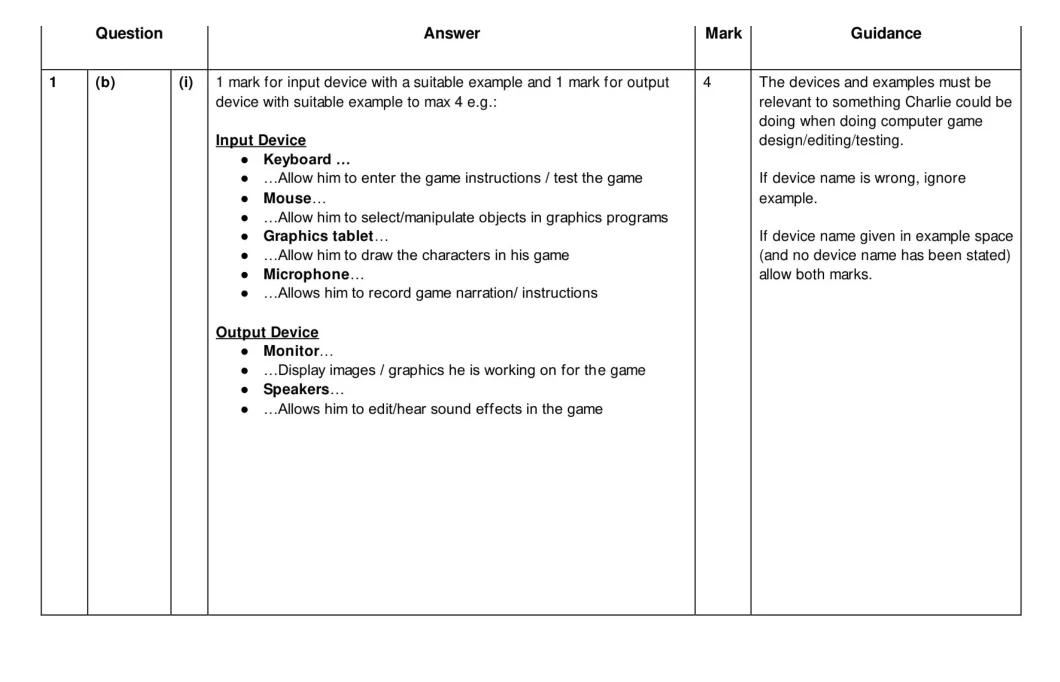 Question Answer Mark Guidance
1 (b) (i) 1 mark for input device with a suitable example and 1 mark for output
device with suitable example to max 4 e.g.:
Input Device
● Keyboard …
● …Allow him to enter the game instructions / test the game
● Mouse…
● …Allow him to select/manipulate objects in graphics programs
● Graphics tablet…
● …Allow him to draw the characters in his game
● Microphone…
● …Allows him to record game narration/ instructions
Output Device
● Monitor…
● …Display images / graphics he is working on for the game
● Speakers…
● …Allows him to edit/hear sound effects in the game
4
The devices and examples must be
relevant to something Charlie could be
doing when doing computer game
design/editing/testing.
If device name is wrong, ignore
example.
If device name given in example space
(and no device name has been stated)
allow both marks.